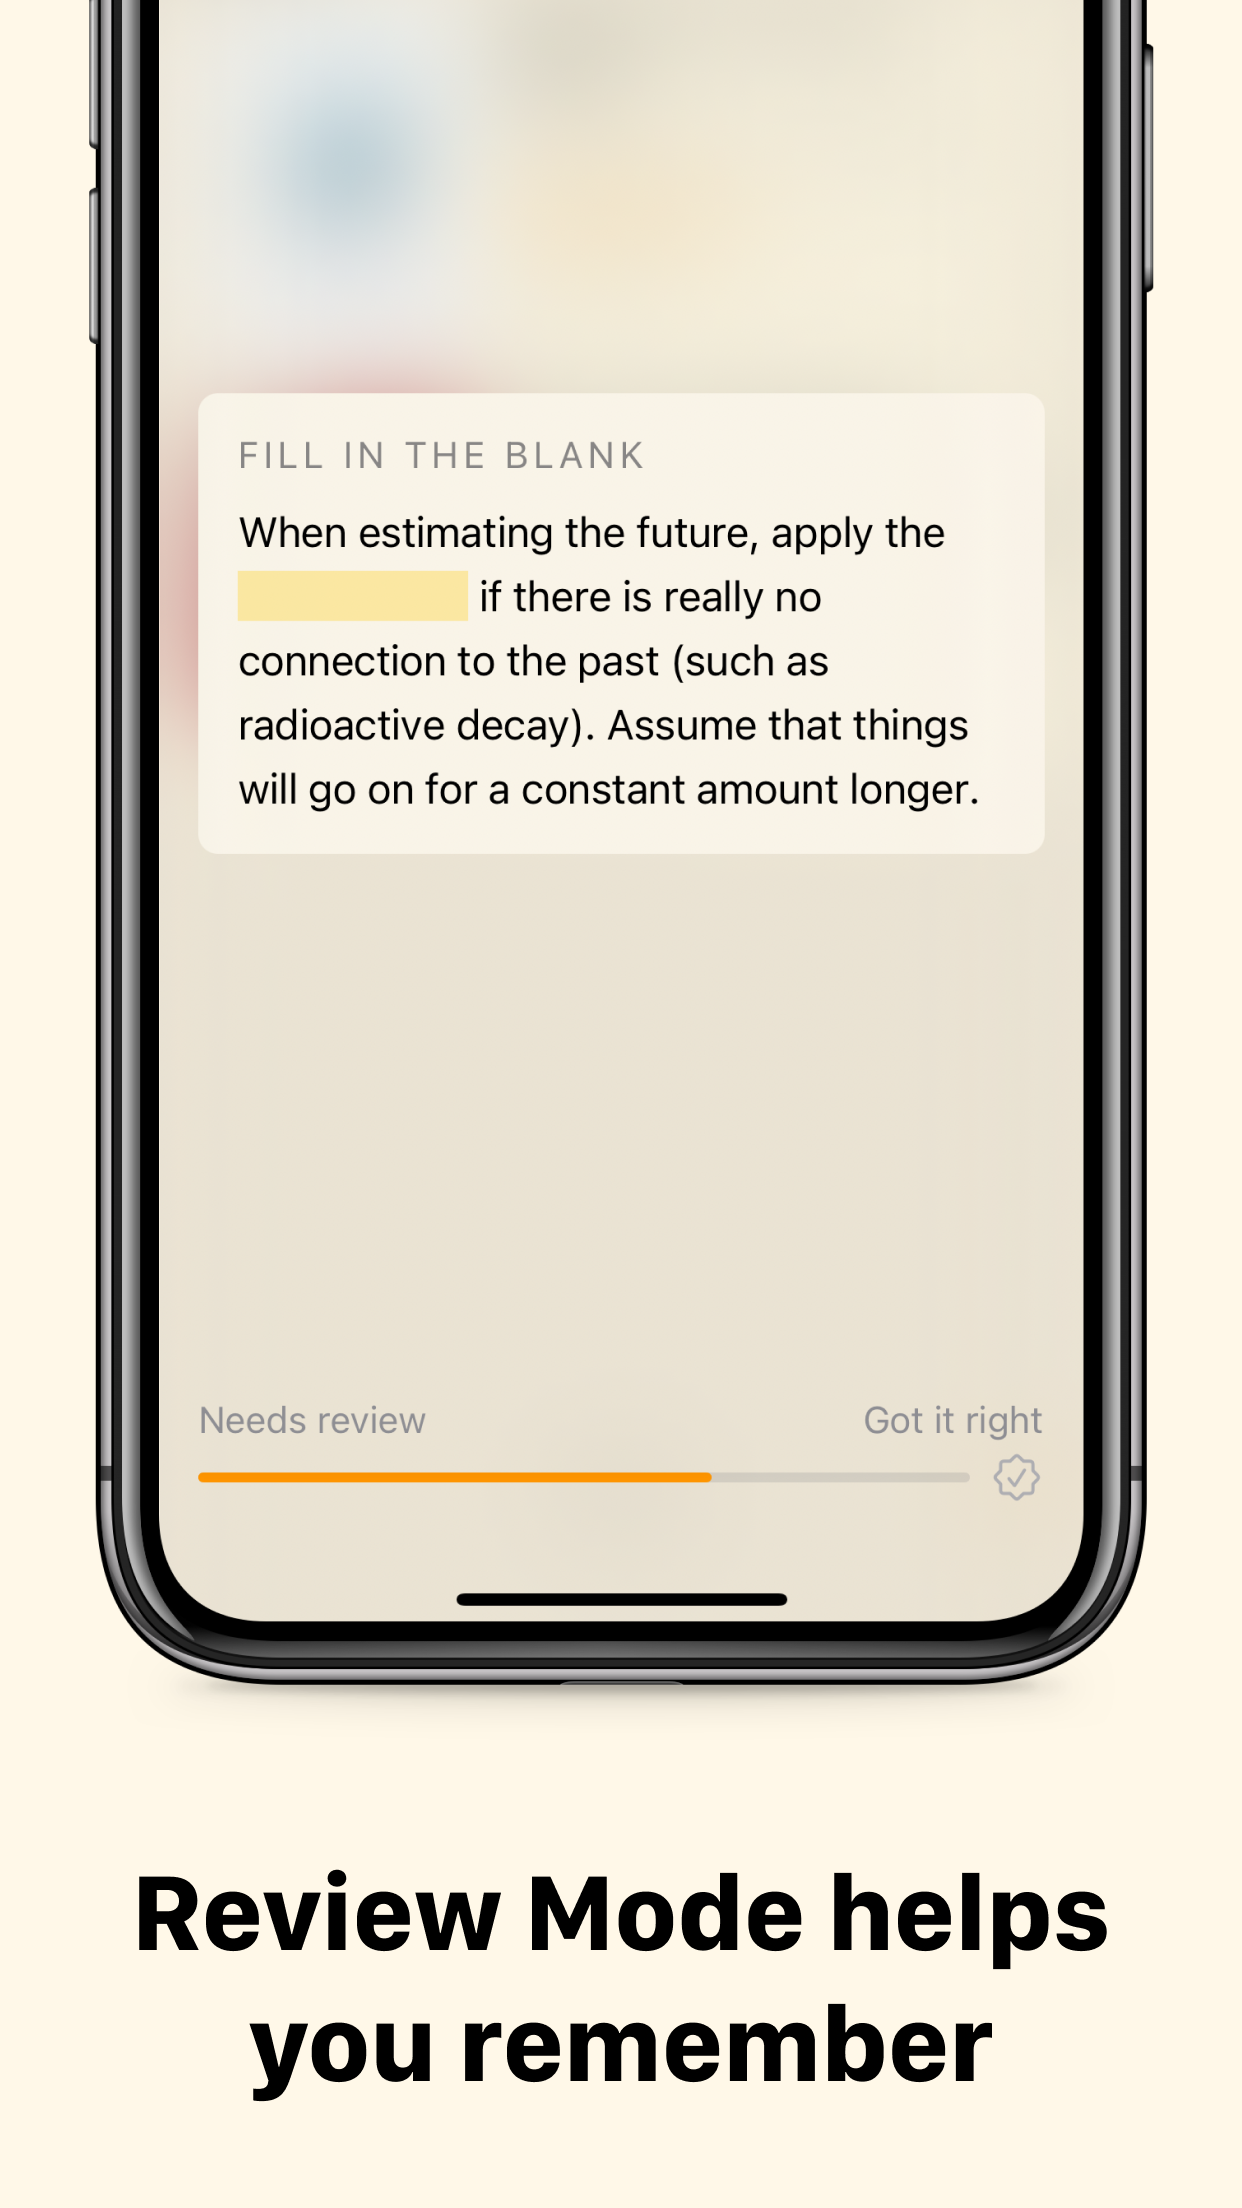 FILL IN THE BLANK
When estimating the future, apply the
if there is really no
connection to the past (such as
radioactive decay). Assume that things
will go on for a constant amount longer.
Needs review
Got it right
Review Mode helps
you remember